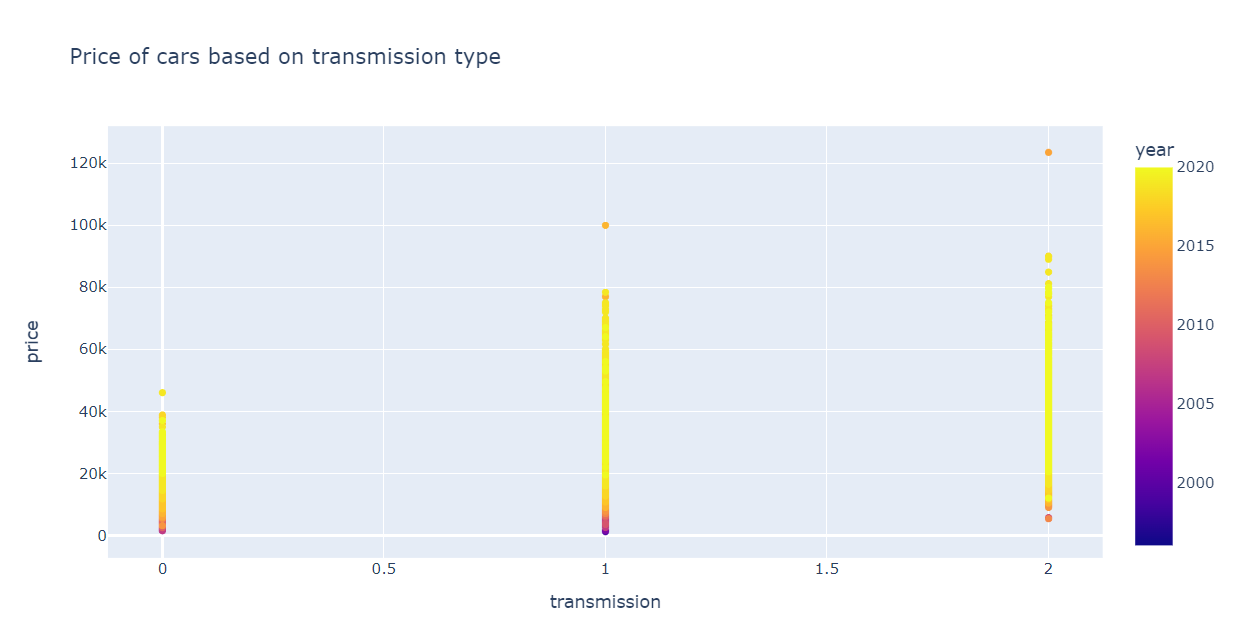 Price of cars based on transmission type
year
120k
100k
80k
60k
40k
20k
0
price
0
0.5
1
1.5
2
transmission
2020
2015
2010
2005
2000